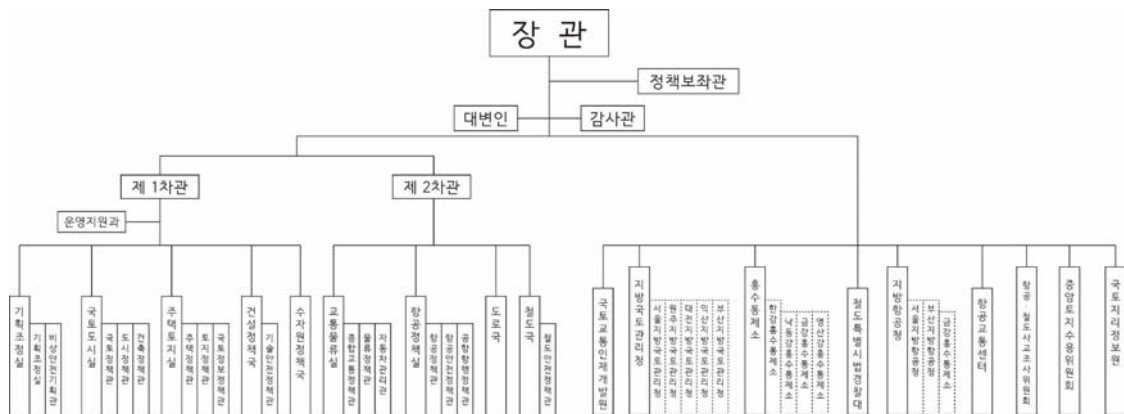 장 관
정책보좌관
대변인
감사관
제 1차관
제 2차관
운영지원과
기획조정실
기획조정실
비상안전기획관
국토도시실
국토정책관
도시정책관
건축정책관
주택토지실
주택정책관
토지정책관
국토정보정책관
건설정책국
기술안전정책관
수자원정책국
교통물류실
종합교통정책관
물류정책관
자동차관리관
항공정책실
항공정책관
항공안전정책관
공항항행정책관
도로국
철도국
철도안전정책관
국토교통인재개발원
지방국토관리청
서울지방국토관리청
원주지방국토관리청
대전지방국토관리청
익산지방국토관리청
부산지방국토관리청
홍수통제소
한강홍수통제소
낙동강홍수통제소
금강홍수통제소
영산강홍수통제소
철도특별사법경찰대
지방항공청
서울지방항공청
부산지방항공청
금강홍수통제소
항공교통센터
항공·철도사고조사위원회
중앙토지수용위원회
국토지리정보원